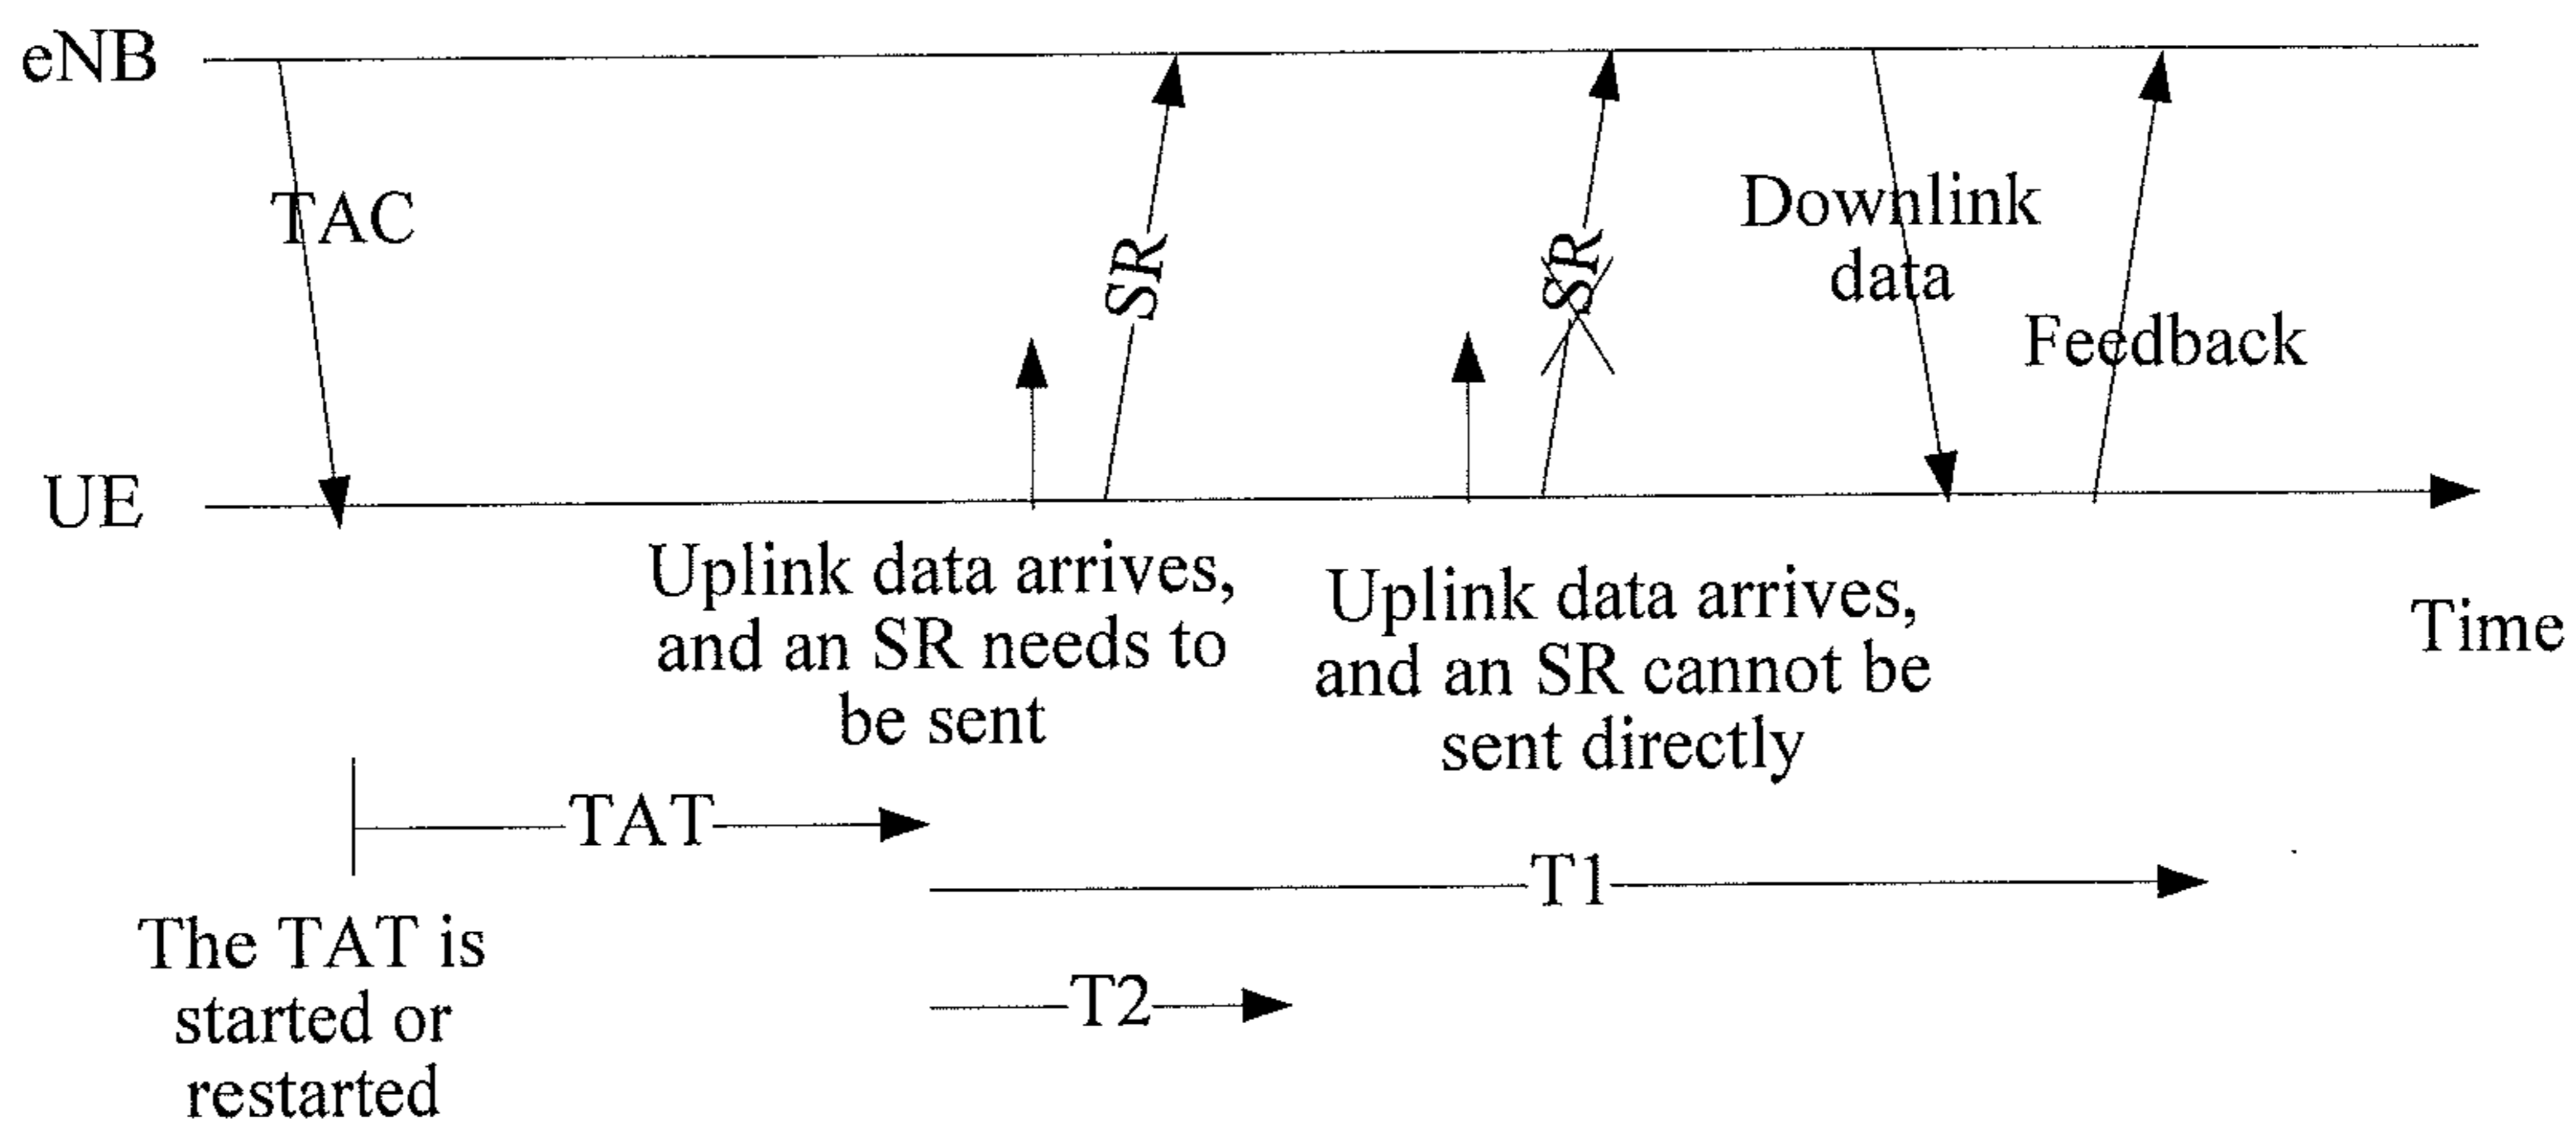 eNB
TAC
SR
SR
Downlink
data
Feedback
UE
Uplink data arrives,
and an SR needs to
be sent
Uplink data arrives,
and an SR cannot be
sent directly
Time
TAT
T1
The TAT is
started or
restarted
T2